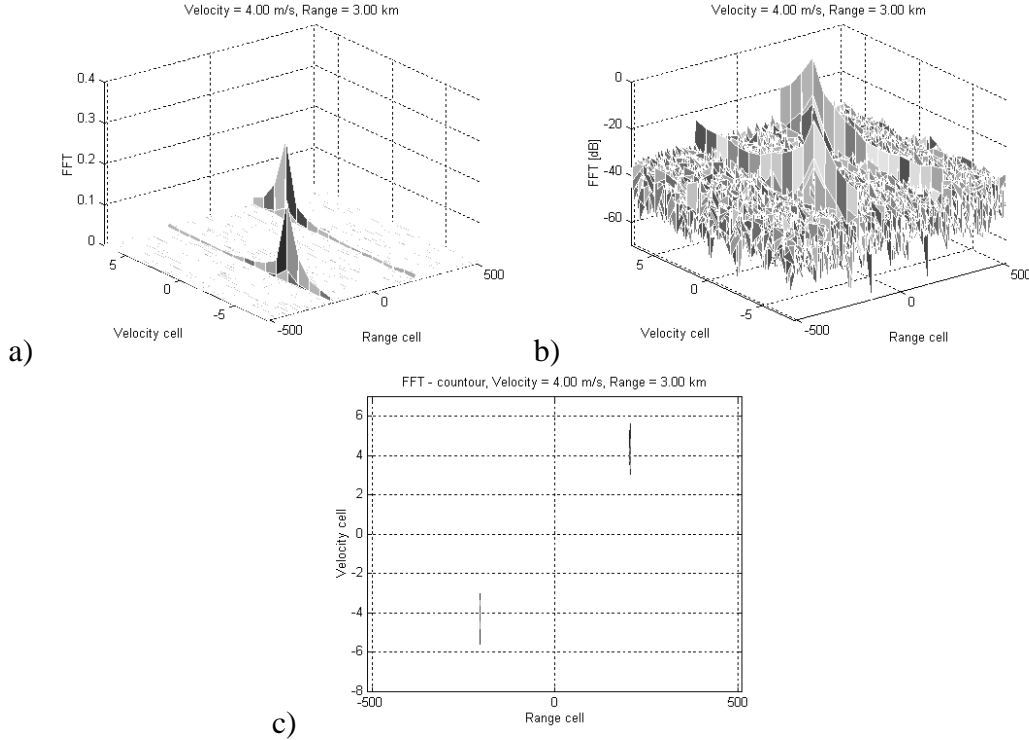 Velocity = 4.00 m/s, Range = 3.00 km
0.4
0.3
0.2
0.1
0
FFT
5
0
-5
Velocity cell
-500
0
500
Range cell
a)
Velocity = 4.00 m/s, Range = 3.00 km
0
-20
-40
-60
FFT [dB]
5
0
-5
Velocity cell
-500
0
500
Range cell
b)
FFT - countour, Velocity = 4.00 m/s, Range = 3.00 km
6
4
2
0
-2
-4
-6
-8
Velocity cell
-500
0
500
Range cell
c)